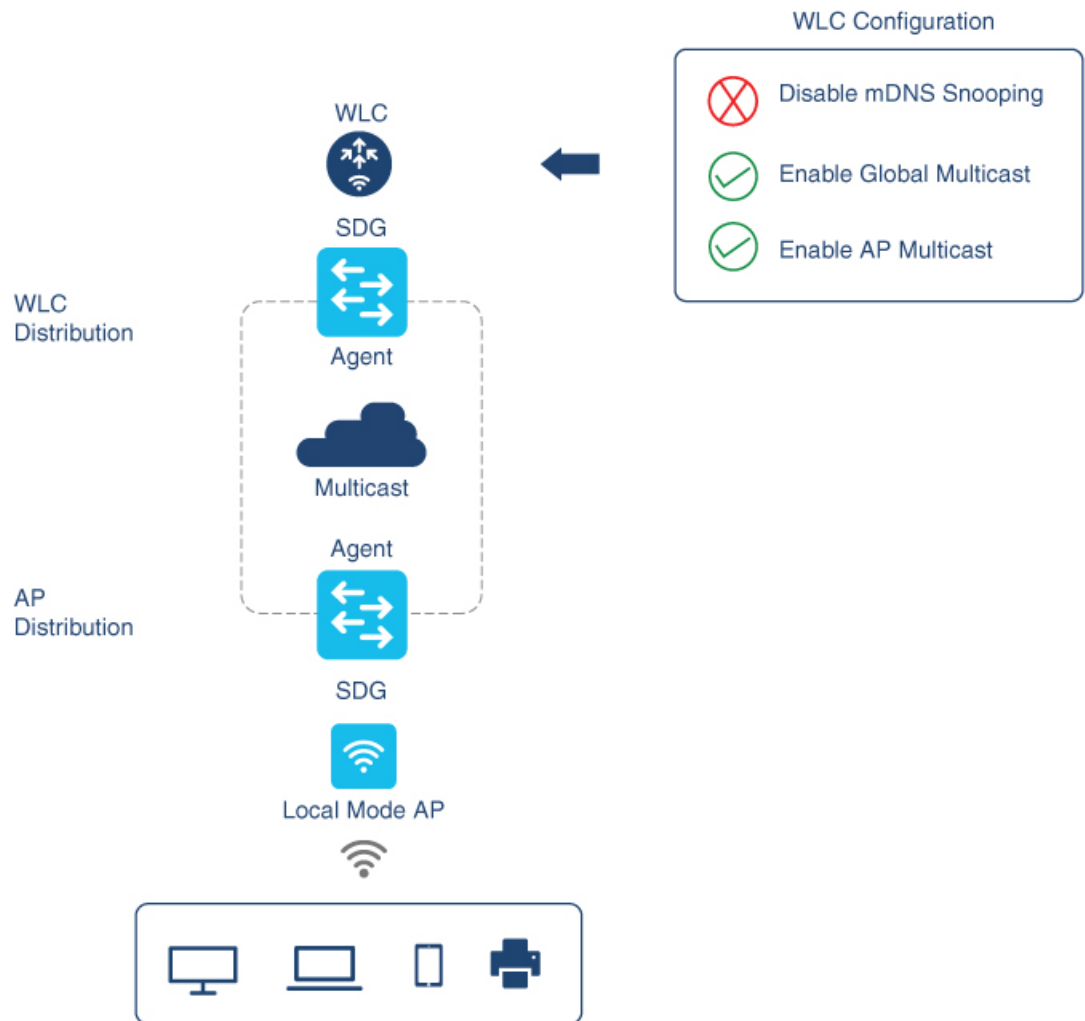 WLC Configuration
Disable mDNS Snooping
Enable Global Multicast
Enable AP Multicast
WLC
SDG
WLC
Distribution
Agent
Multicast
Agent
AP
Distribution
SDG
Local Mode AP